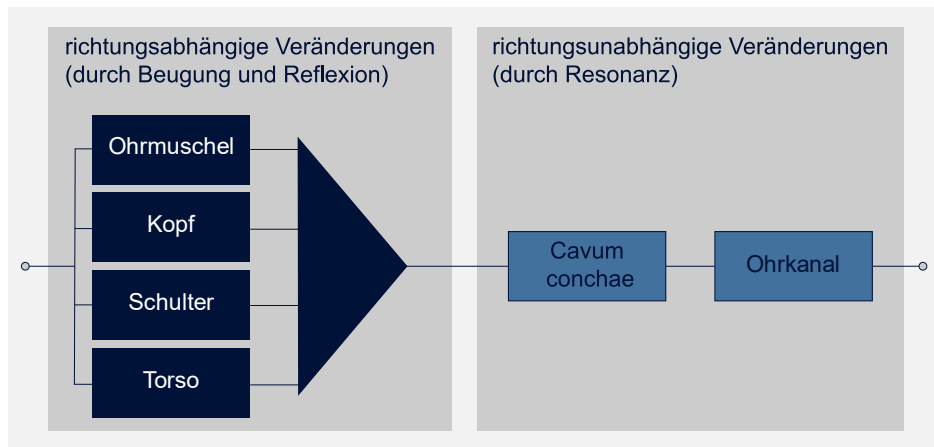 richtungsabhängige Veränderungen
(durch Beugung und Reflexion)
Ohrmuschel
Kopf
Schulter
Torso
richtungsunabhängige Veränderungen
(durch Resonanz)
Cavum
conchae
Ohrkanal